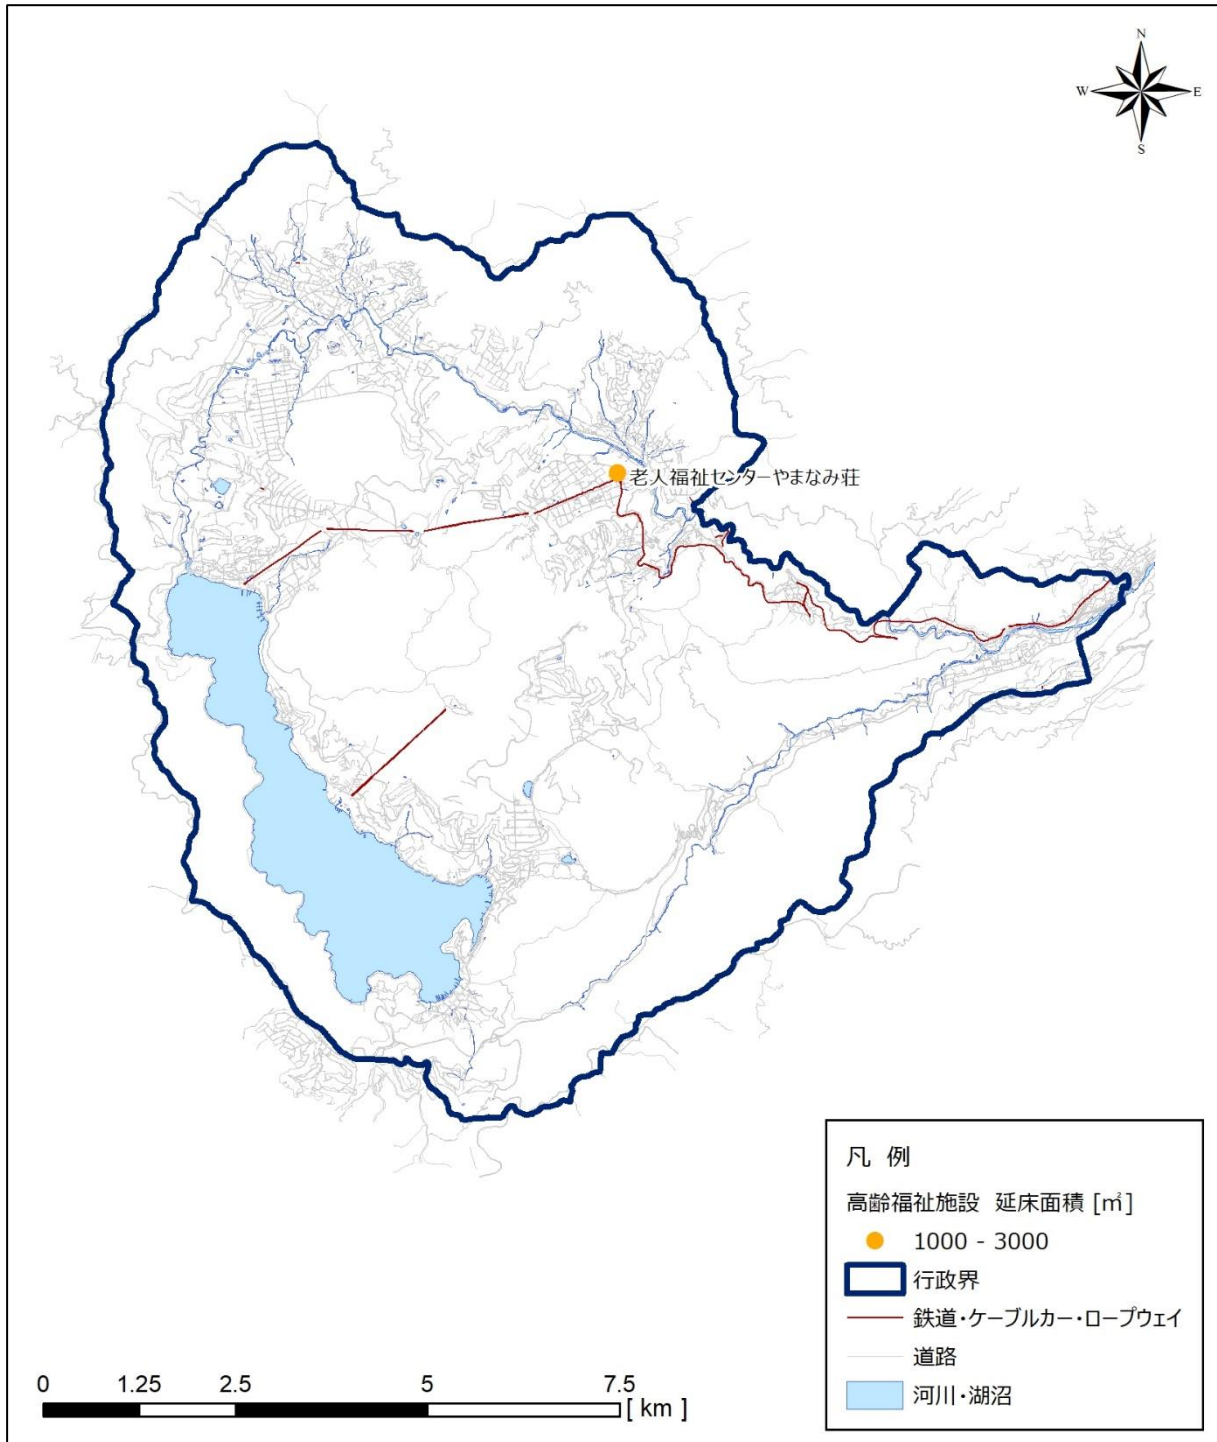 N
W E
S
老人福祉センターやまなみ荘
凡 例
高齢福祉施設 延床面積 [㎡]
1000 - 3000
行政界
鉄道・ケーブルカー・ロープウェイ
道路
河川・湖沼
0 1.25 2.5 5 7.5
[ km ]